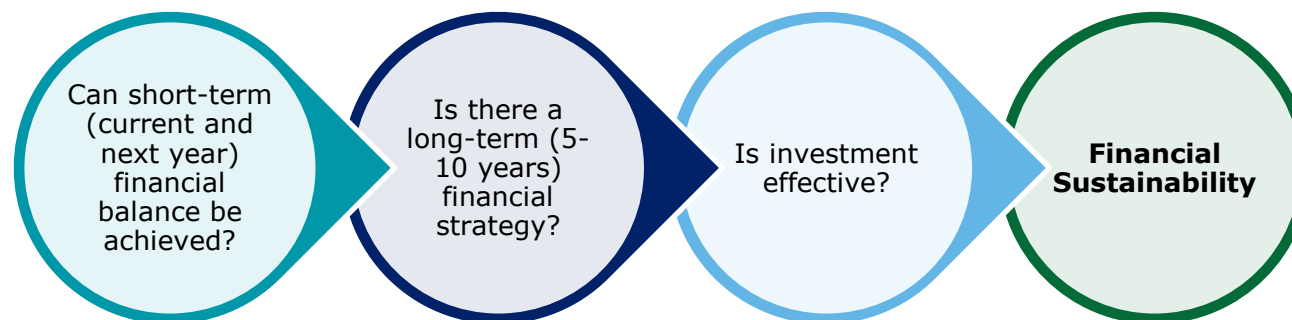 Can short-term
(current and
next year)
financial
balance be
achieved?
Is there a
long-term (5-
10 years)
financial
strategy?
Is investment
effective?
Financial
Sustainability